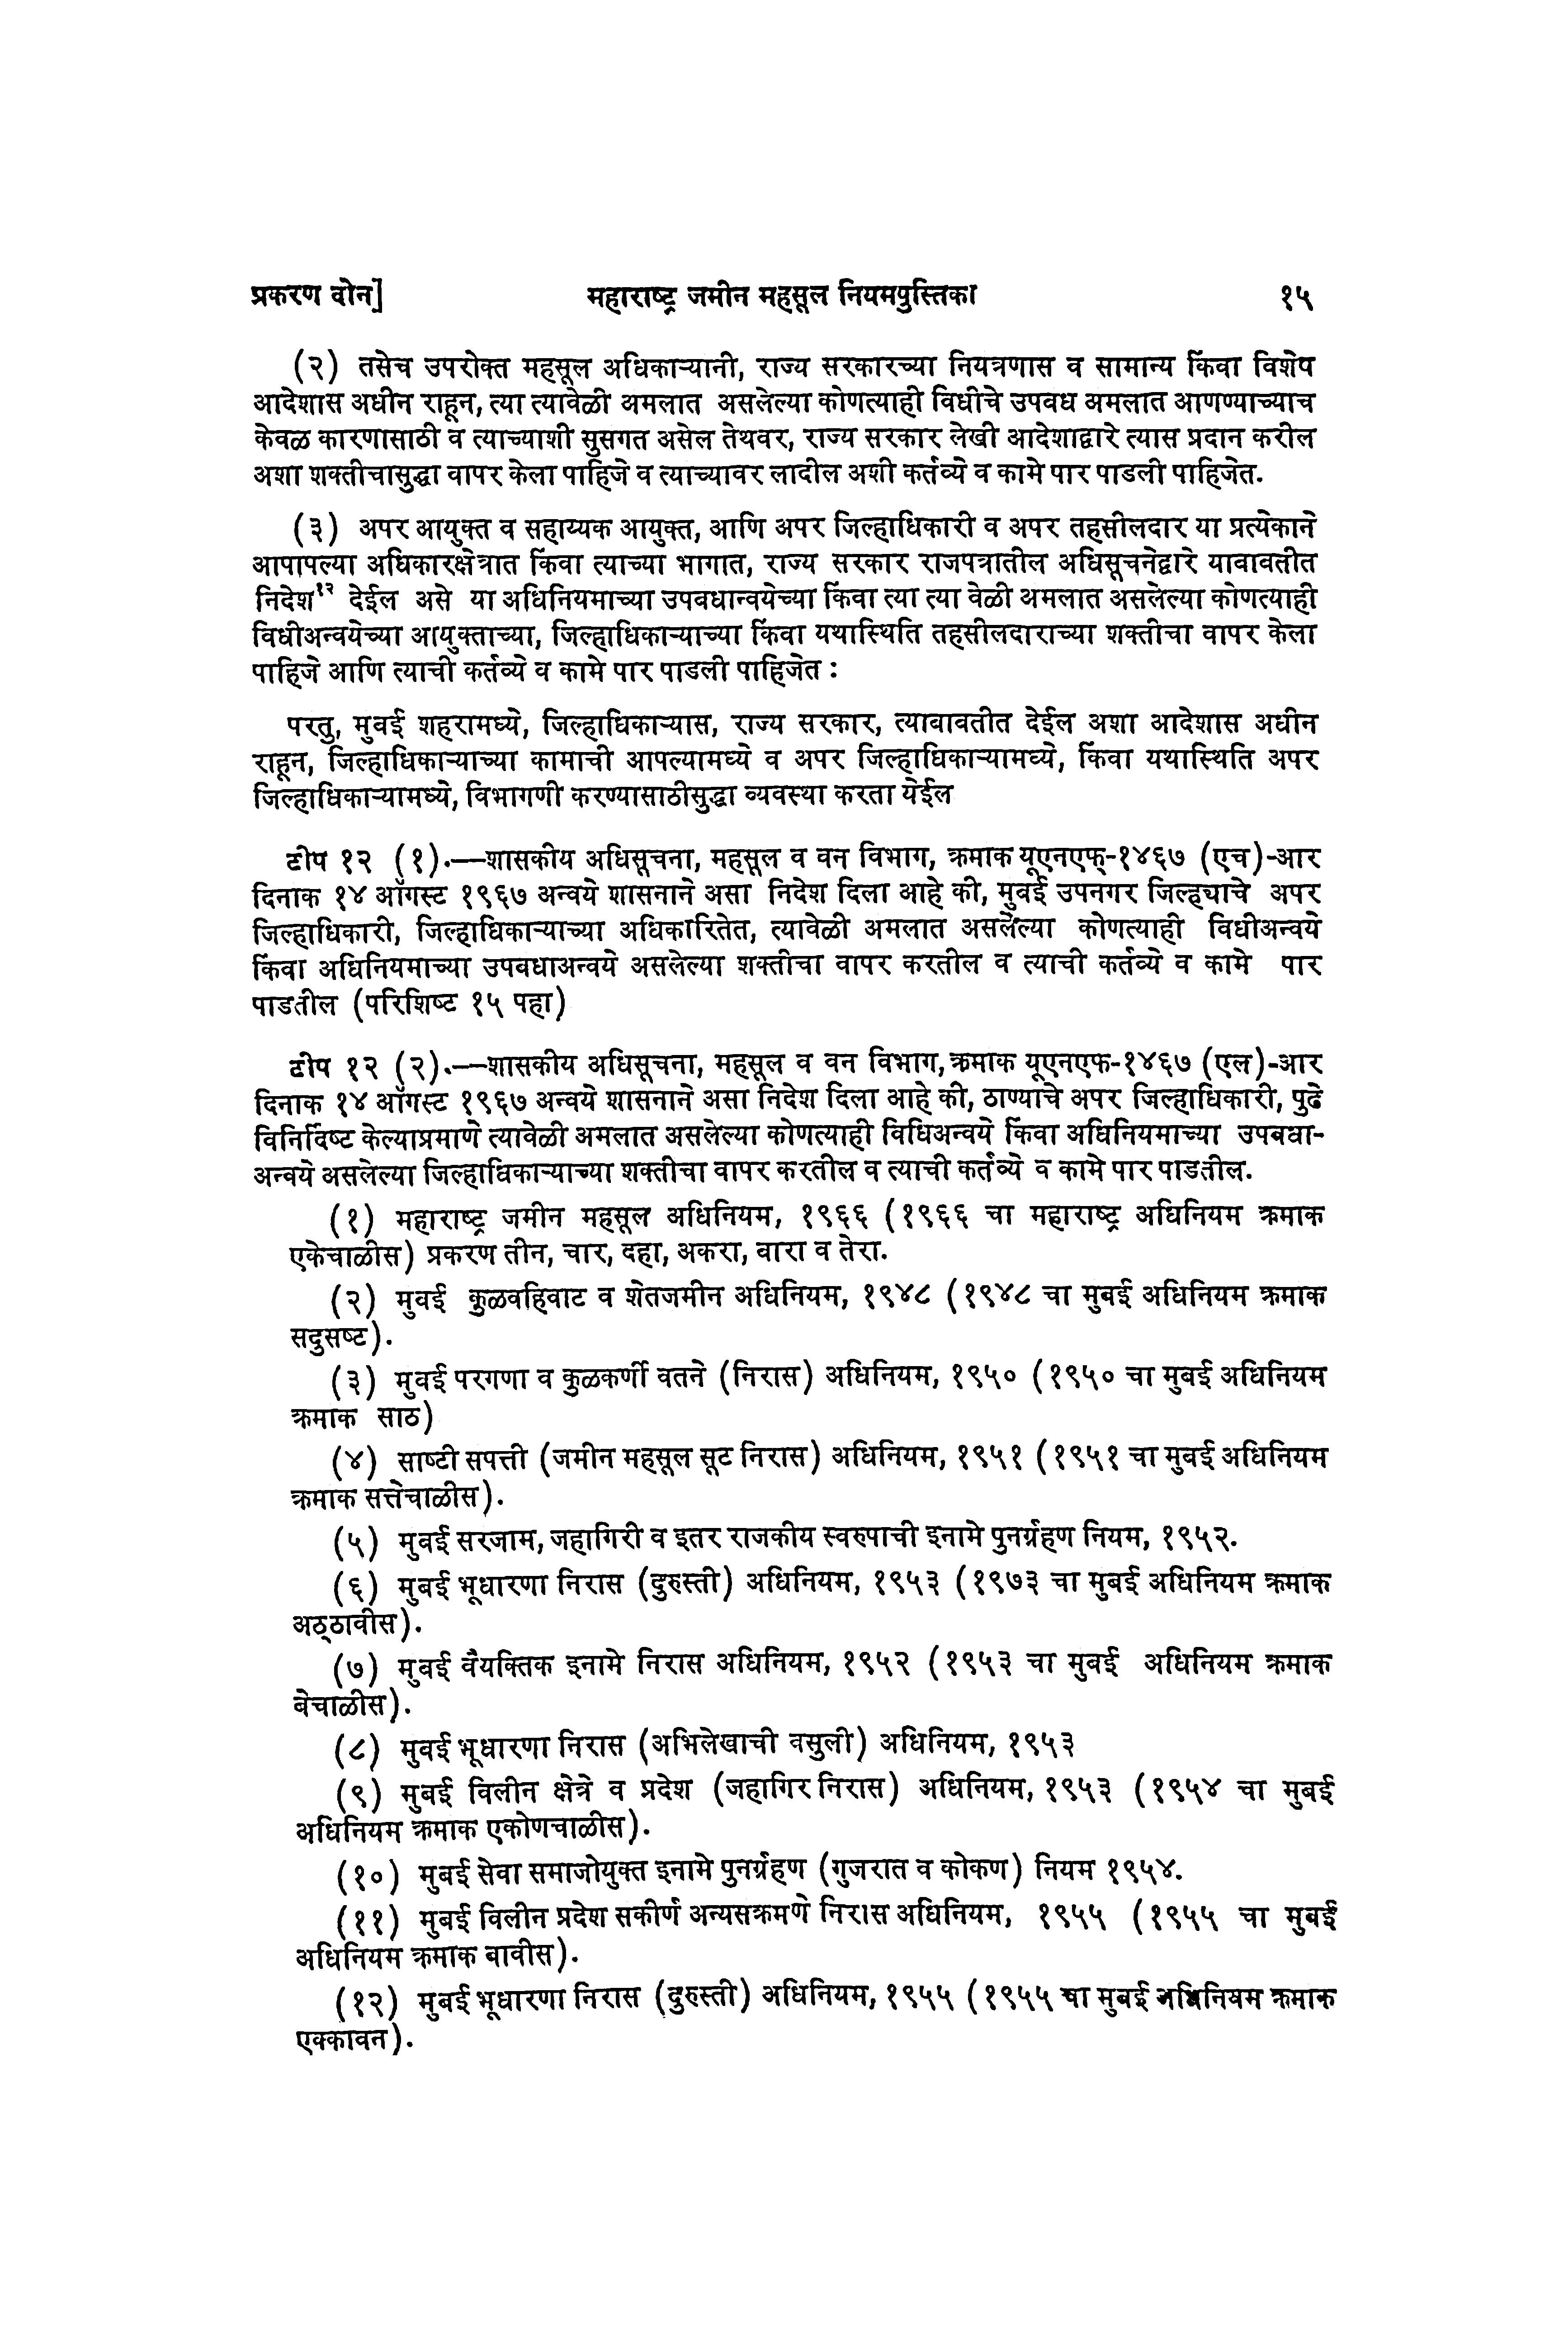 प्रकरण दोन] महाराष्ट्र जमीन महसूल नियमपुस्तिका १५
(२) तसेच उपरोक्त महसूल अधिकाऱ्यानी, राज्य सरकारच्या नियत्रणास व सामान्य किंवा विशेष
आदेशास अधीन राहून, त्या त्यावेळी अमलात असलेल्या कोणत्याही विधीचे उपबध अमलात आणण्याच्याच
केवळ कारणासाठी व त्याच्याशी सुसगत असेल तेथवर, राज्य सरकार लेखी आदेशाद्वारे त्यास प्रदान करील
अशा शक्तीचासुद्धा वापर केला पाहिजे व त्याच्यावर लादील अशी कर्तव्ये व कामे पार पाडली पाहिजेत.
(३) अपर आयुक्त व सहाय्यक आयुक्त, आणि अपर जिल्हाधिकारी व अपर तहसीलदार या प्रत्येकाने
आपापल्या अधिकारक्षेत्रात किंवा त्याच्या भागात, राज्य सरकार राजपत्रातील अधिसूचनेद्वारे याबाबतीत
निदेश१२ देईल असे या अधिनियमाच्या उपबधान्वयेच्या किंवा त्या त्या वेळी अमलात असलेल्या कोणत्याही
विधीअन्वयेच्या आयुक्ताच्या, जिल्हाधिकाऱ्याच्या किंवा यथास्थिति तहसीलदाराच्या शक्तीचा वापर केला
पाहिजे आणि त्याची कर्तव्ये व कामे पार पाडली पाहिजेत :
परतु, मुबई शहरामध्ये, जिल्हाधिकाऱ्यास, राज्य सरकार, त्याबाबतीत देईल अशा आदेशास अधीन
राहून, जिल्हाधिकाऱ्याच्या कामाची आपल्यामध्ये व अपर जिल्हाधिकाऱ्यामध्ये, किंवा यथास्थिति अपर
जिल्हाधिकाऱ्यामध्ये, विभागणी करण्यासाठीसुद्धा व्यवस्था करता येईल
टीप १२ (१).—शासकीय अधिसूचना, महसूल व वन विभाग, क्रमाक यूएनएफ्-१४६७ (एच)-आर
दिनाक १४ ऑगस्ट १९६७ अन्वये शासनाने असा निदेश दिला आहे की, मुबई उपनगर जिल्ह्याचे अपर
जिल्हाधिकारी, जिल्हाधिकाऱ्याच्या अधिकारितेत, त्यावेळी अमलात असलेल्या कोणत्याही विधीअन्वये
किंवा अधिनियमाच्या उपबधाअन्वये असलेल्या शक्तीचा वापर करतील व त्याची कर्तव्ये व कामे पार
पाडतील (परिशिष्ट १५ पहा)
टीप १२ (२).—शासकीय अधिसूचना, महसूल व वन विभाग, क्रमाक यूएनएफ-१४६७ (एल)-आर
दिनाक १४ ऑगस्ट १९६७ अन्वये शासनाने असा निदेश दिला आहे की, ठाण्याचे अपर जिल्हाधिकारी, पुढे
विनिर्दिष्ट केल्याप्रमाणे त्यावेळी अमलात असलेल्या कोणत्याही विधिअन्वये किंवा अधिनियमाच्या उपबधा-
अन्वये असलेल्या जिल्हाधिकाऱ्याच्या शक्तीचा वापर करतील व त्याची कर्तव्ये व कामे पार पाडतील.
(१) महाराष्ट्र जमीन महसूल अधिनियम, १९६६ (१९६६ चा महाराष्ट्र अधिनियम क्रमाक
एकेचाळीस) प्रकरण तीन, चार, दहा, अकरा, बारा व तेरा.
(२) मुबई कुळवहिवाट व शेतजमीन अधिनियम, १९४८ (१९४८ चा मुबई अधिनियम क्रमाक
सदुसष्ट).
(३) मुबई परगणा व कुळकर्णी वतने (निरास) अधिनियम, १९५० (१९५० चा मुबई अधिनियम
क्रमाक साठ)
(४) साष्टी सपत्ती (जमीन महसूल सूट निरास) अधिनियम, १९५१ (१९५१ चा मुबई अधिनियम
क्रमाक सत्तेचाळीस).
(५) मुबई सरजाम, जहागिरी व इतर राजकीय स्वरुपाची इनामे पुनर्ग्रहण नियम, १९५२.
(६) मुबई भूधारणा निरास (दुरुस्ती) अधिनियम, १९५३ (१९७३ चा मुबई अधिनियम क्रमाक
अठ्ठावीस).
(७) मुबई वैयक्तिक इनामे निरास अधिनियम, १९५२ (१९५३ चा मुबई अधिनियम क्रमाक
बेचाळीस).
(८) मुबई भूधारणा निरास (अभिलेखाची वसुली) अधिनियम, १९५३
(९) मुबई विलीन क्षेत्रे व प्रदेश (जहागिर निरास) अधिनियम, १९५३ (१९५४ चा मुबई
अधिनियम क्रमाक एकोणचाळीस).
(१०) मुबई सेवा समाजोयुक्त इनामे पुनर्ग्रहण (गुजरात व कोकण) नियम १९५४.
(११) मुबई विलीन प्रदेश सकीर्ण अन्यसक्रमणे निरास अधिनियम, १९५५ (१९५५ चा मुबई
अधिनियम क्रमाक बावीस).
(१२) मुबई भूधारणा निरास (दुरुस्ती) अधिनियम, १९५५ (१९५५ चा मुबई अधिनियम क्रमाक
एक्कावन).